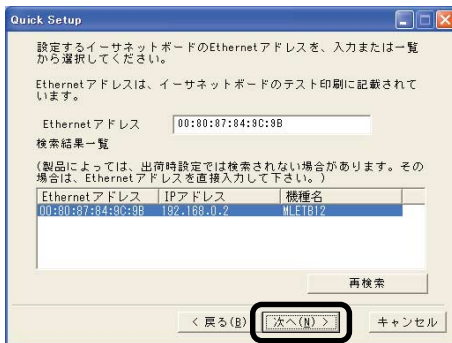 Quick Setup
設定するイーサネットボードのEthernetアドレスを、入力または一覧
から選択してください。
Ethernetアドレスは、イーサネットボードのテスト印刷に記載されて
います。
Ethernetアドレス 00:80:87:84:9C:9B
検索結果一覧
(製品によっては、出荷時設定では検索されない場合があります。その
場合は、Ethernetアドレスを直接入力して下さい。)
Ethernetアドレス IPアドレス 機種名
00:80:87:84:9C:9B 192.168.0.2 MLETB12
再検索
< 戻る(B) 次へ(N) > キャンセル